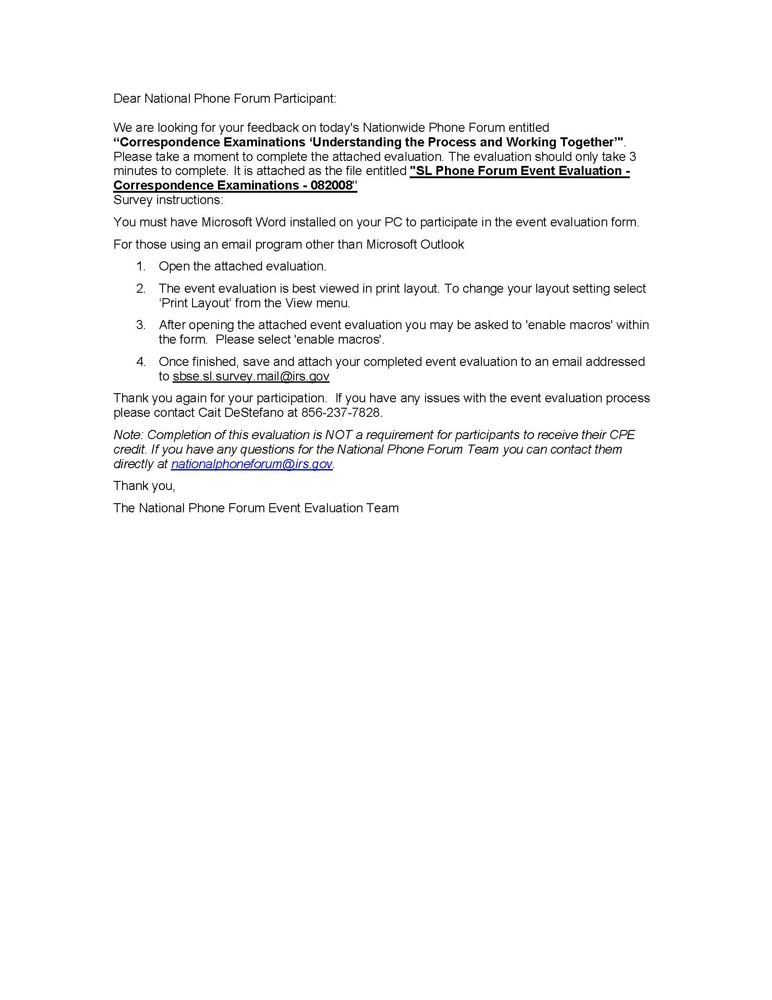 Dear National Phone Forum Participant:
We are looking for your feedback on today's Nationwide Phone Forum entitled
“Correspondence Examinations ‘Understanding the Process and Working Together’".
Please take a moment to complete the attached evaluation. The evaluation should only take 3
minutes to complete. It is attached as the file entitled "SL Phone Forum Event Evaluation -
Correspondence Examinations - 082008"
Survey instructions:
You must have Microsoft Word installed on your PC to participate in the event evaluation form.
For those using an email program other than Microsoft Outlook
1. Open the attached evaluation.
2. The event evaluation is best viewed in print layout. To change your layout setting select
‘Print Layout’ from the View menu.
3. After opening the attached event evaluation you may be asked to 'enable macros' within
the form.  Please select 'enable macros'.
4. Once finished, save and attach your completed event evaluation to an email addressed
to sbse.sl.survey.mail@irs.gov
Thank you again for your participation.  If you have any issues with the event evaluation process
please contact Cait DeStefano at 856-237-7828.
Note: Completion of this evaluation is NOT a requirement for participants to receive their CPE
credit. If you have any questions for the National Phone Forum Team you can contact them
directly at nationalphoneforum@irs.gov.
Thank you,
The National Phone Forum Event Evaluation Team